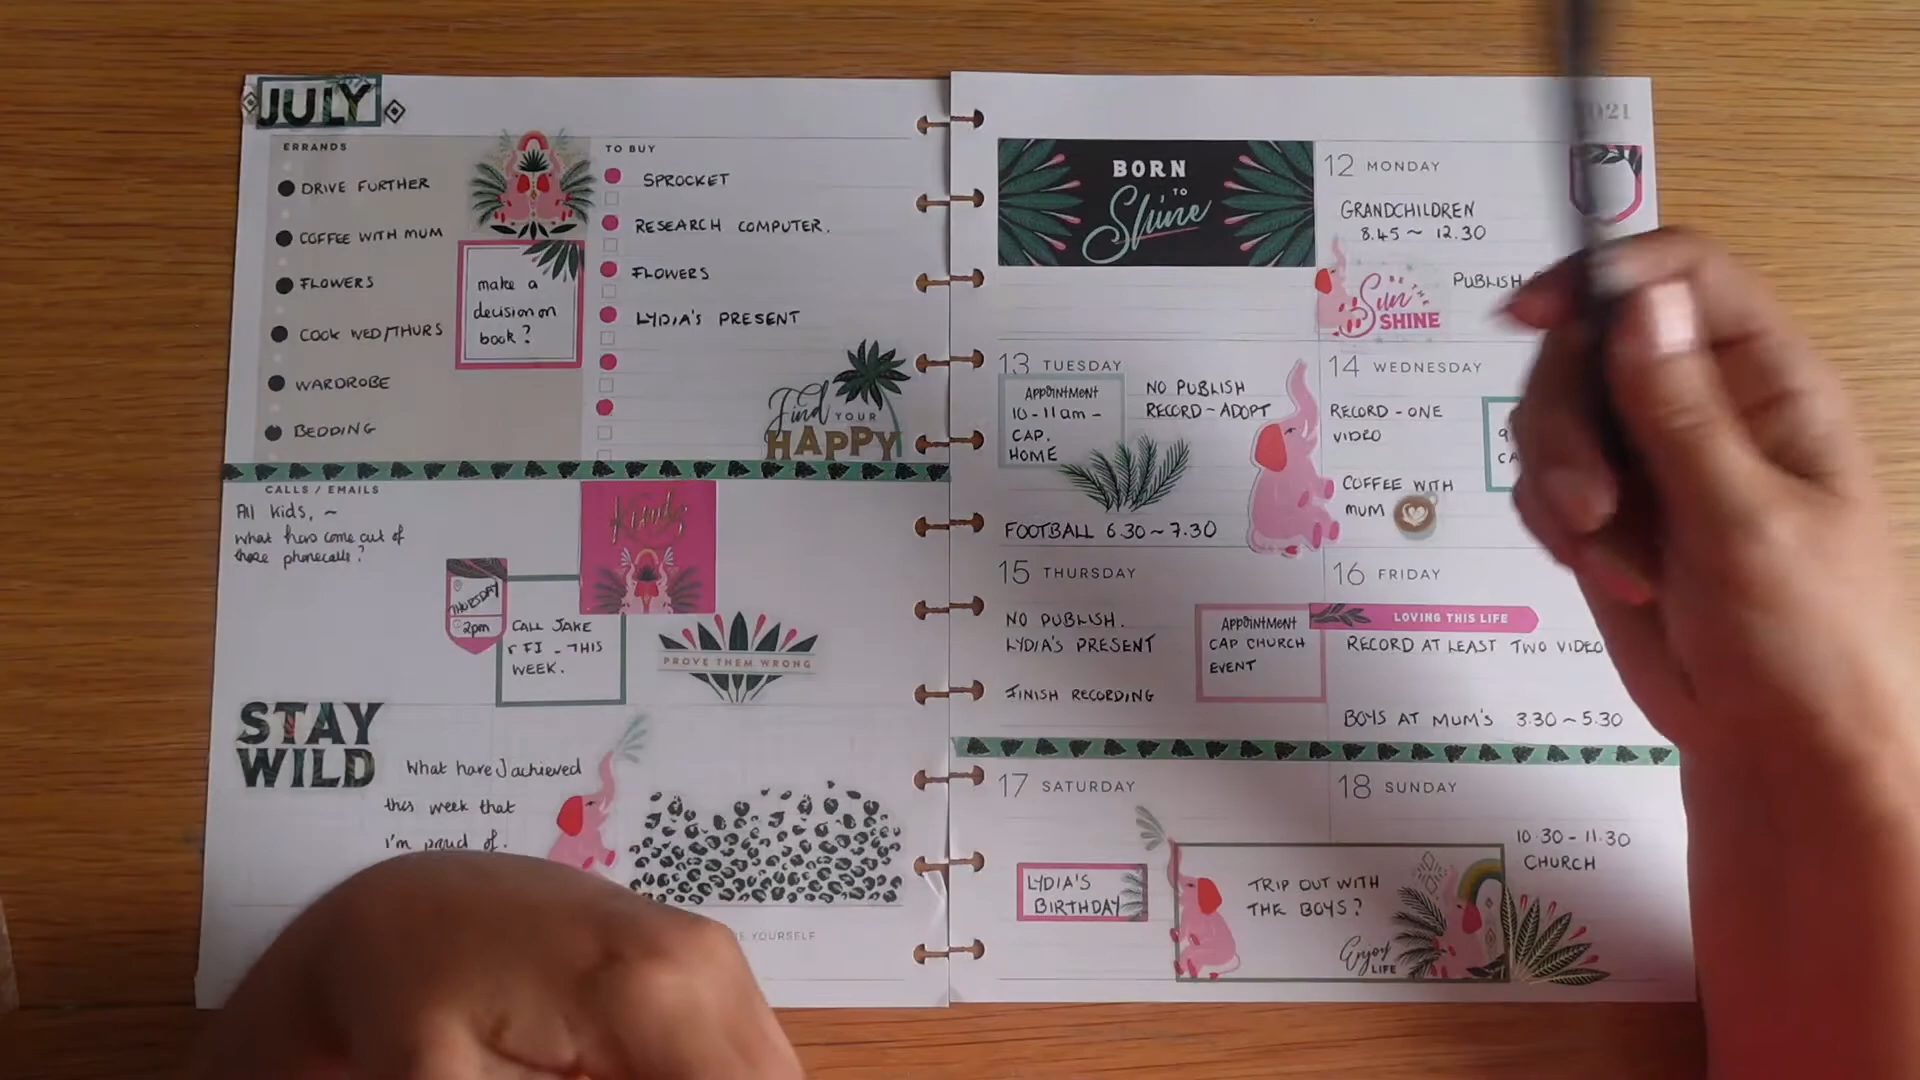 JULY
ERRANDS
DRIVE FURTHER
COFFEE WITH MUM
FLOWERS
COOK WED/THURS
WARDROBE
BEDDING
make a
decision on
book?
TO BUY
SPROCKET
RESEARCH COMPUTER.
FLOWERS
LYDIA'S PRESENT
Find YOUR
HAPPY
CALLS / EMAILS
All kids, ~
what has come out of
these phonecalls?
THURSDAY
2pm
CALL JAKE
THIS
WEEK.
PROVE THEM WRONG
STAY
WILD
What have I achieved
this week that
i'm proud of.
YOURSELF
2021
BORN
TO
Shine
12 MONDAY
GRANDCHILDREN
8.45 ~ 12.30
BE THE
Sun
SHINE
PUBLISH
13 TUESDAY
Appointment
10-11am -
CAP.
HOME
NO PUBLISH
RECORD - ADOPT
FOOTBALL 6.30 ~ 7.30
14 WEDNESDAY
RECORD - ONE
VIDEO
COFFEE WITH
MUM
15 THURSDAY
NO PUBLISH.
LYDIA'S PRESENT
FINISH RECORDING
Appointment
CAP CHURCH
EVENT
16 FRIDAY
LOVING THIS LIFE
RECORD AT LEAST TWO VIDEO
BOYS AT MUM'S 3.30 ~ 5.30
17 SATURDAY
LYDIA'S
BIRTHDAY
TRIP OUT WITH
THE BOYS?
Enjoy
LIFE
18 SUNDAY
10.30 - 11.30
CHURCH